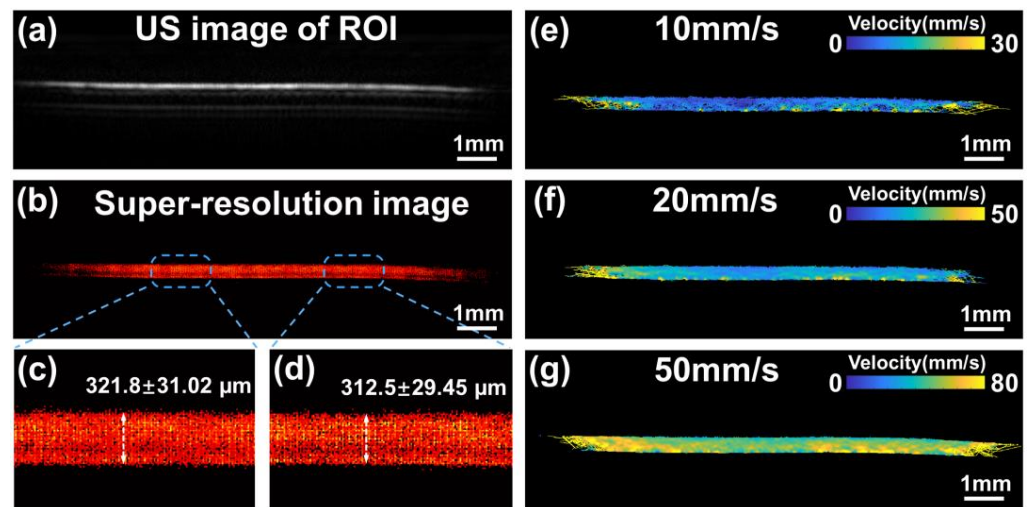 (a) US image of ROI
1mm
(b) Super-resolution image
1mm
(c) 321.8±31.02 μm
(d) 312.5±29.45 μm
(e) 10mm/s
Velocity(mm/s)
0 30
1mm
(f) 20mm/s
Velocity(mm/s)
0 50
1mm
(g) 50mm/s
Velocity(mm/s)
0 80
1mm